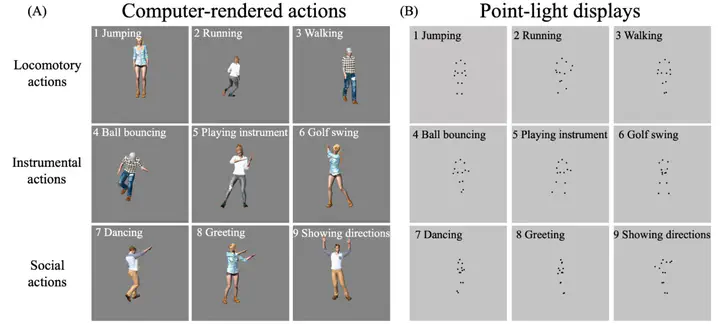 (A) Computer-rendered actions
(B) Point-light displays
Locomotory
actions
1 Jumping
2 Running
3 Walking
1 Jumping
2 Running
3 Walking
Instrumental
actions
4 Ball bouncing
5 Playing instrument
6 Golf swing
4 Ball bouncing
5 Playing instrument
6 Golf swing
Social
actions
7 Dancing
8 Greeting
9 Showing directions
7 Dancing
8 Greeting
9 Showing directions